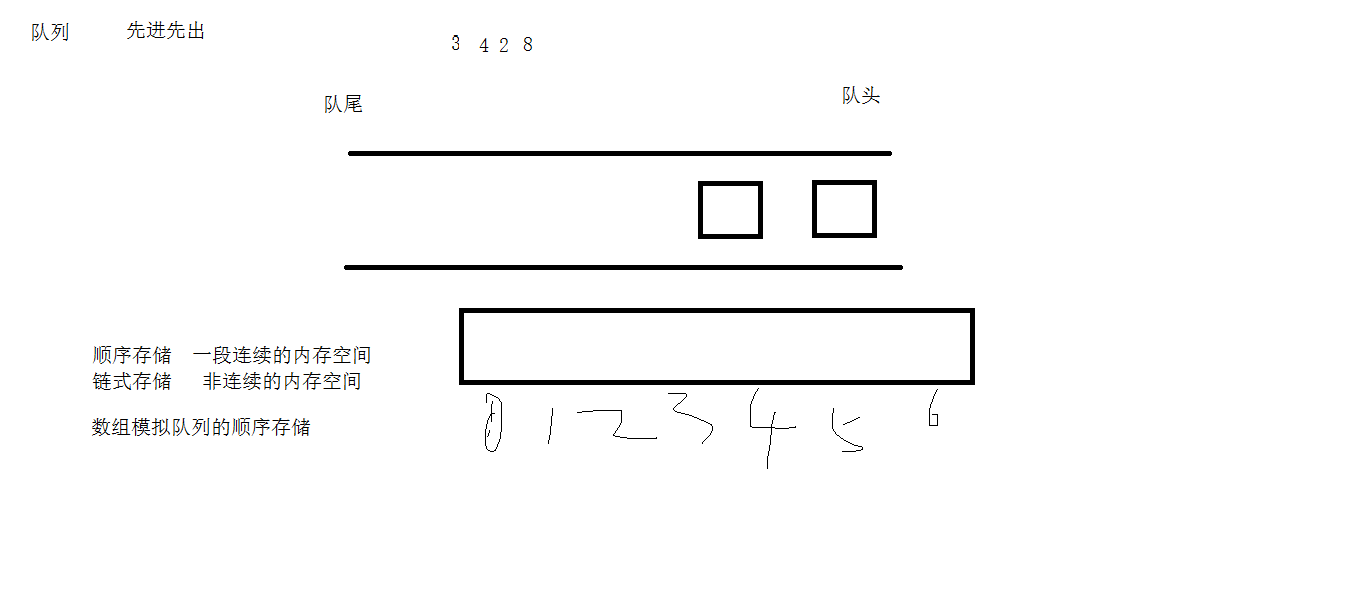 队列 先进先出
3 4 2 8
队尾 队头
顺序存储 一段连续的内存空间
链式存储 非连续的内存空间
0 1 2 3 4 5 6
数组模拟队列的顺序存储